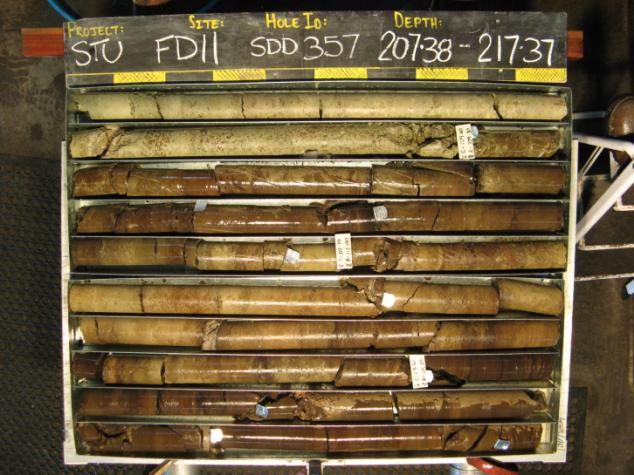 PROJECT: SITE: HOLE ID: DEPTH:
STU FD11 SDD 357 207.38 - 217.37